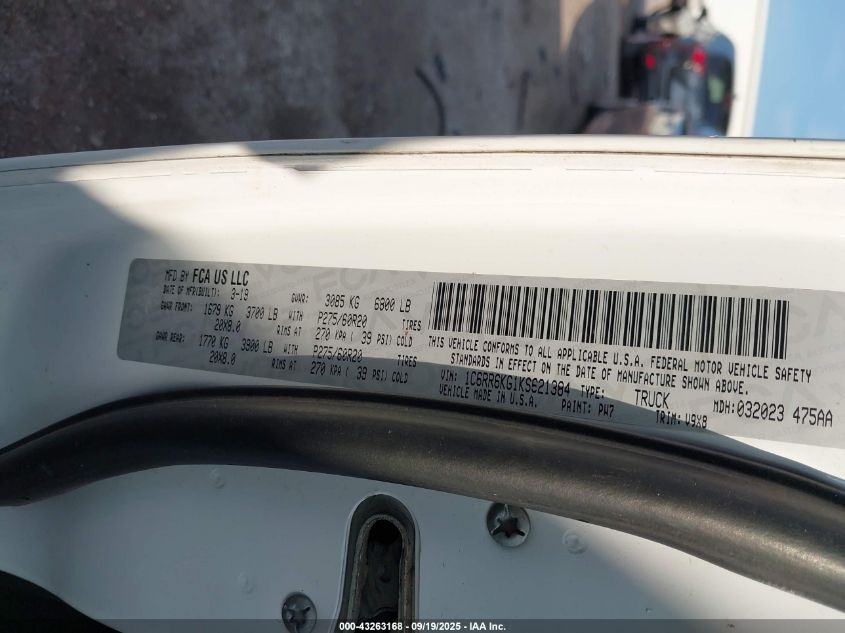 MFD BY FCA US LLC
DATE OF MFR(BUILT): 3-19 GVWR: 3085 KG 6800 LB
GAWR FRONT: 1679 KG 3700 LB WITH P275/60R20 TIRES
20X8.0 RIMS AT 270 KPA ( 39 PSI) COLD
GAWR REAR: 1770 KG 3900 LB WITH P275/60R20 TIRES
20X8.0 RIMS AT 270 KPA ( 39 PSI) COLD
THIS VEHICLE CONFORMS TO ALL APPLICABLE U.S.A. FEDERAL MOTOR VEHICLE SAFETY
STANDARDS IN EFFECT ON THE DATE OF MANUFACTURE SHOWN ABOVE.
VIN: 1C6RR6KG1KS621384 TYPE: TRUCK MDH:032023 475AA
VEHICLE MADE IN U.S.A. PAINT: PW7 TRIM: V9X8
000-43263168 - 09/19/2025 - IAA Inc.